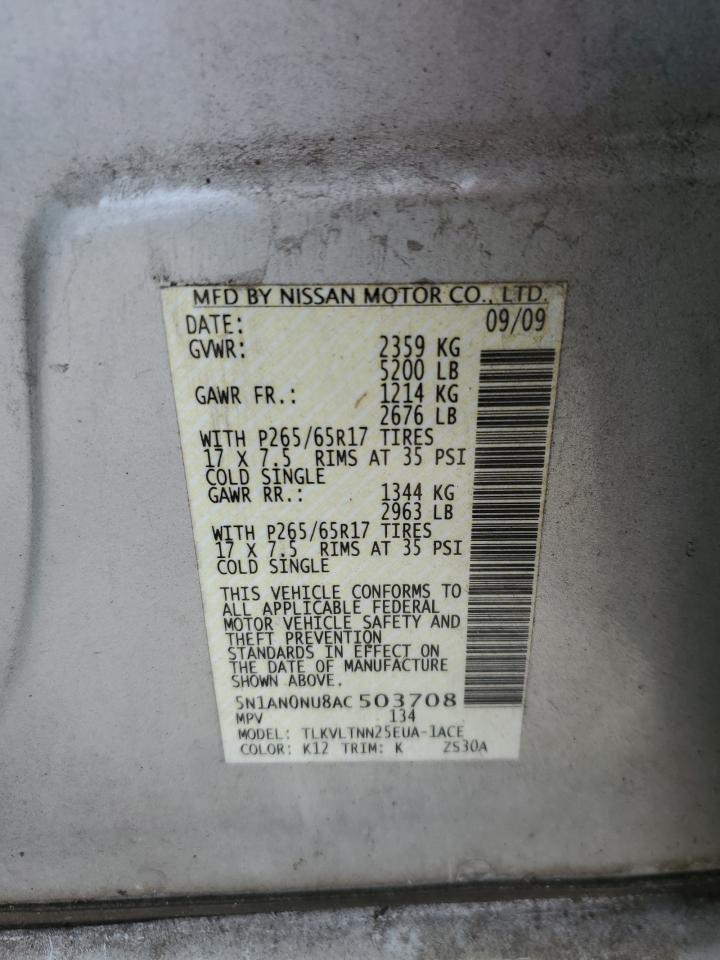 MFD BY NISSAN MOTOR CO., LTD.
DATE: 09/09
GVWR: 2359 KG
5200 LB
GAWR FR.: 1214 KG
2676 LB
WITH P265/65R17 TIRES
17 X 7.5 RIMS AT 35 PSI
COLD SINGLE
GAWR RR.: 1344 KG
2963 LB
WITH P265/65R17 TIRES
17 X 7.5 RIMS AT 35 PSI
COLD SINGLE
THIS VEHICLE CONFORMS TO
ALL APPLICABLE FEDERAL
MOTOR VEHICLE SAFETY AND
THEFT PREVENTION
STANDARDS IN EFFECT ON
THE DATE OF MANUFACTURE
SHOWN ABOVE.
5N1AN0NU8AC 503708
MPV 134
MODEL: TLKVLTNN25EUA-1ACE
COLOR: K12 TRIM: K ZS30A